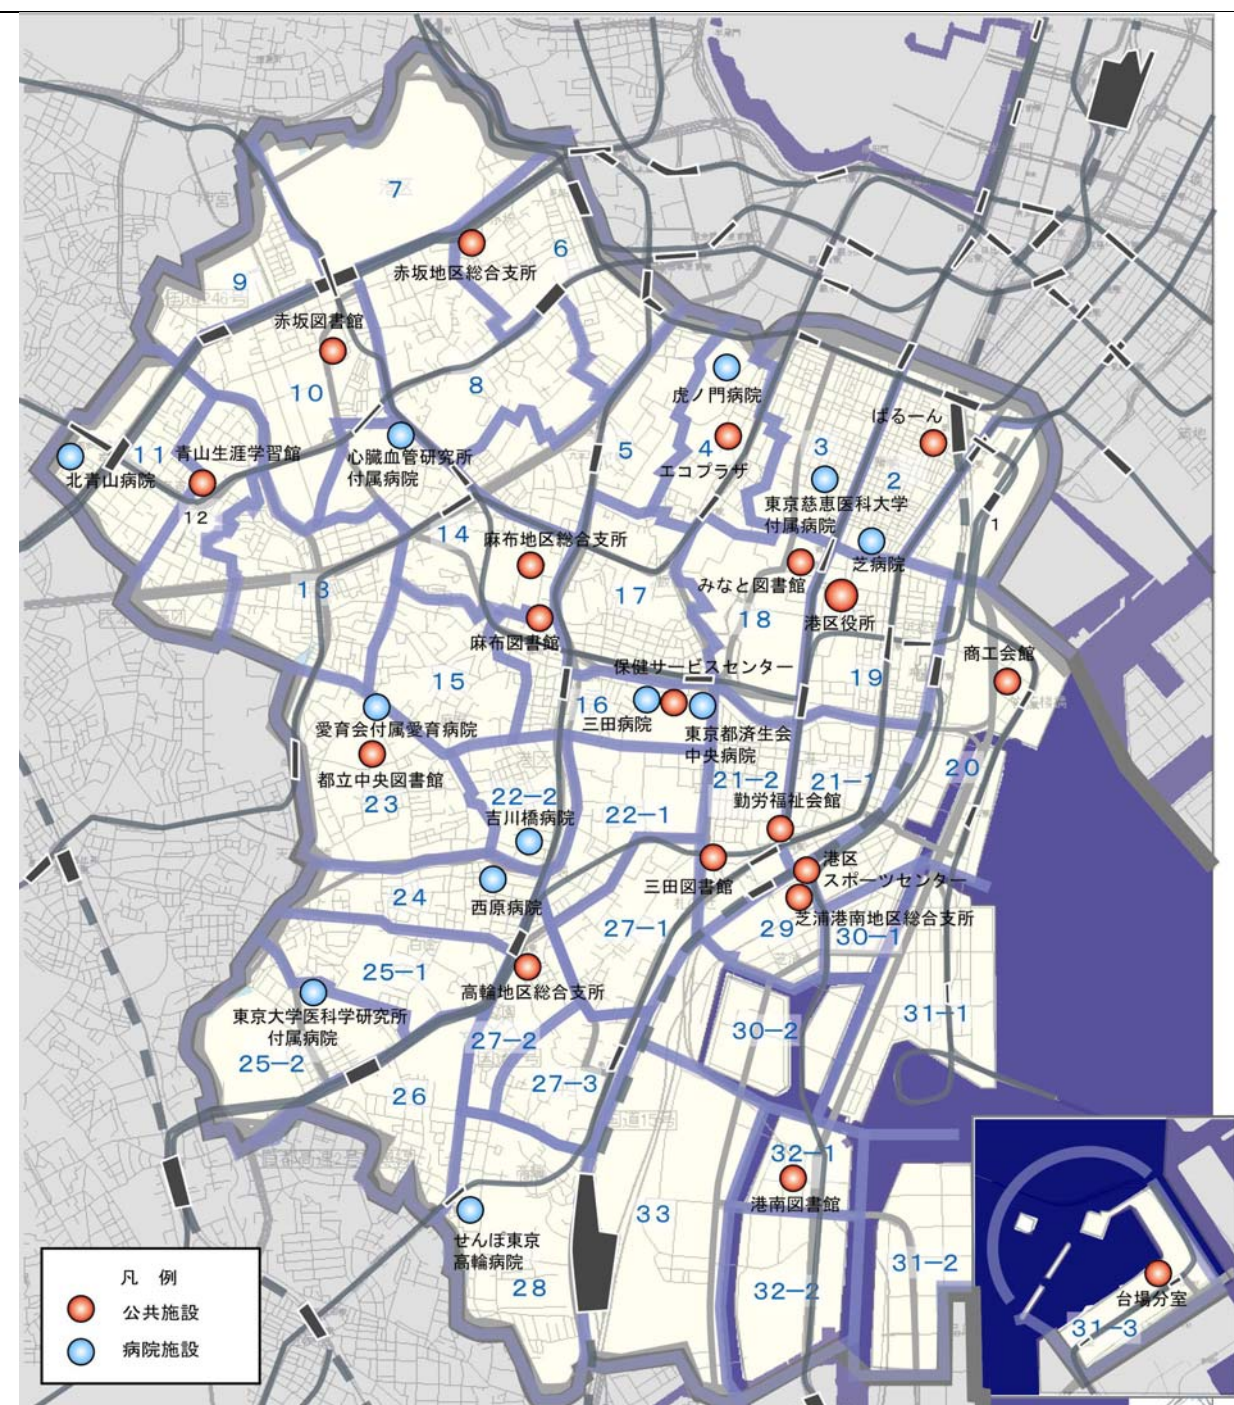 7
6
赤坂地区総合支所
9
国道246号
赤坂図書館
10
8
虎ノ門病院
ぱるーん
11
青山生涯学習館
心臓血管研究所
付属病院
北青山病院
5
4
エコプラザ
3
2
東京慈恵医科大学
付属病院
12
1
14
麻布地区総合支所
芝病院
みなと図書館
13
17
港区役所
18
麻布図書館
保健サービスセンター
商工会館
15
16
三田病院
19
東京都済生会
中央病院
愛育会付属愛育病院
都立中央図書館
23
22-2
吉川橋病院
22-1
21-2
21-1
20
勤労福祉会館
三田図書館
港区
スポーツセンター
24
西原病院
芝浦港南地区総合支所
27-1
29
30-1
25-1
高輪地区総合支所
東京大学医科学研究所
付属病院
25-2
27-2
30-2
31-1
26
27-3
国道15号
32-1
港南図書館
33
せんぽ東京
高輪病院
28
32-2
31-2
台場分室
31-3
凡 例
公共施設
病院施設